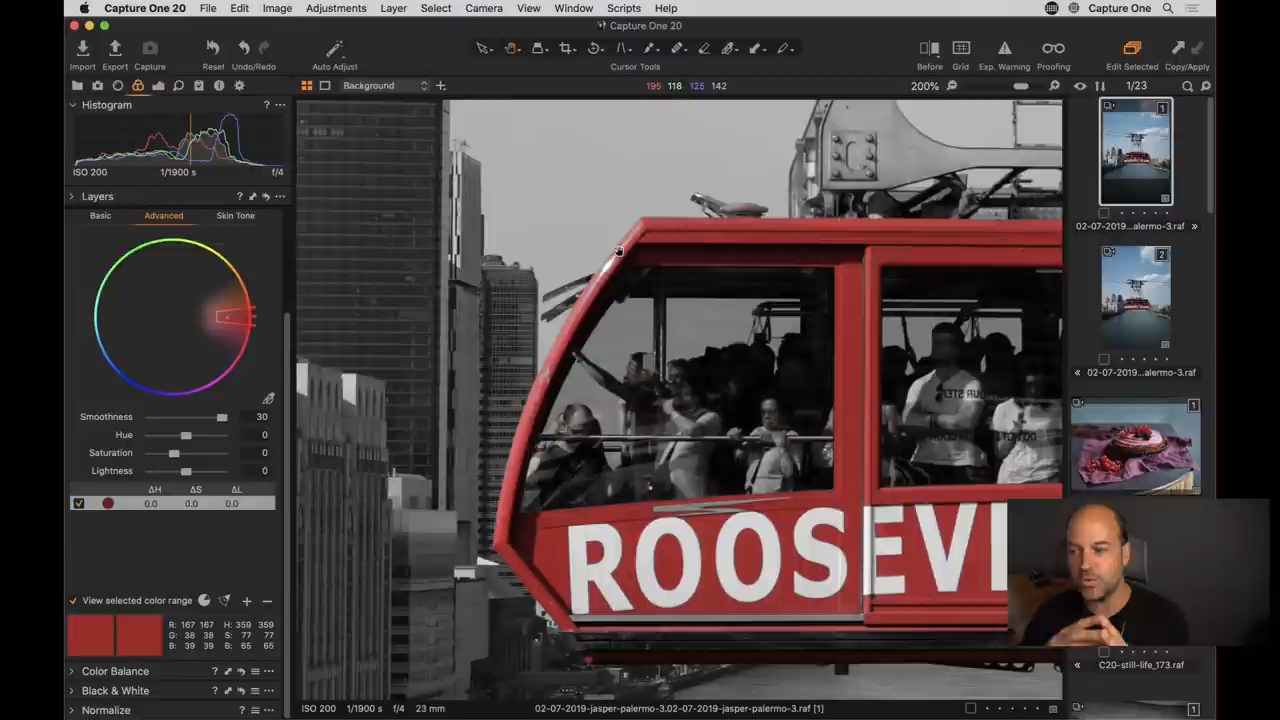 Capture One 20 File Edit Image Adjustments Layer Select Camera View Window Scripts Help Capture One
Capture One 20
Import Export Capture Reset Undo/Redo Auto Adjust Cursor Tools Before Grid Exp. Warning Proofing Edit Selected Copy/Apply
Background 195 118 125 142 200% 1/23
Histogram ?
ISO 200 1/1900 s f/4
Layers ?
Basic Advanced Skin Tone
Smoothness 30
Hue 0
Saturation 0
Lightness 0
ΔH ΔS ΔL
0.0 0.0 0.0
View selected color range
R: 167 167 H: 359 359
G: 38 38 S: 77 77
B: 39 39 B: 65 65
Color Balance ?
Black & White ?
Normalize ?
ROOSEV
1
02-07-2019...alermo-3.raf
2
02-07-2019...alermo-3.raf
1
C20-still-life_173.raf
1
ISO 200 1/1900 s f/4 23 mm 02-07-2019-jasper-palermo-3.02-07-2019-jasper-palermo-3.raf [1]